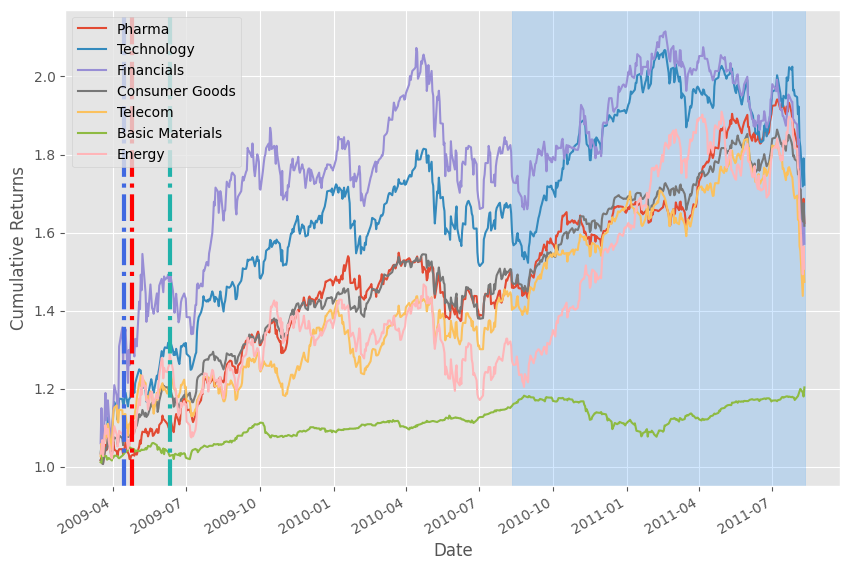 Pharma
Technology
Financials
Consumer Goods
Telecom
Basic Materials
Energy
Cumulative Returns
2.0
1.8
1.6
1.4
1.2
1.0
2009-04
2009-07
2009-10
2010-01
2010-04
2010-07
2010-10
2011-01
2011-04
2011-07
Date